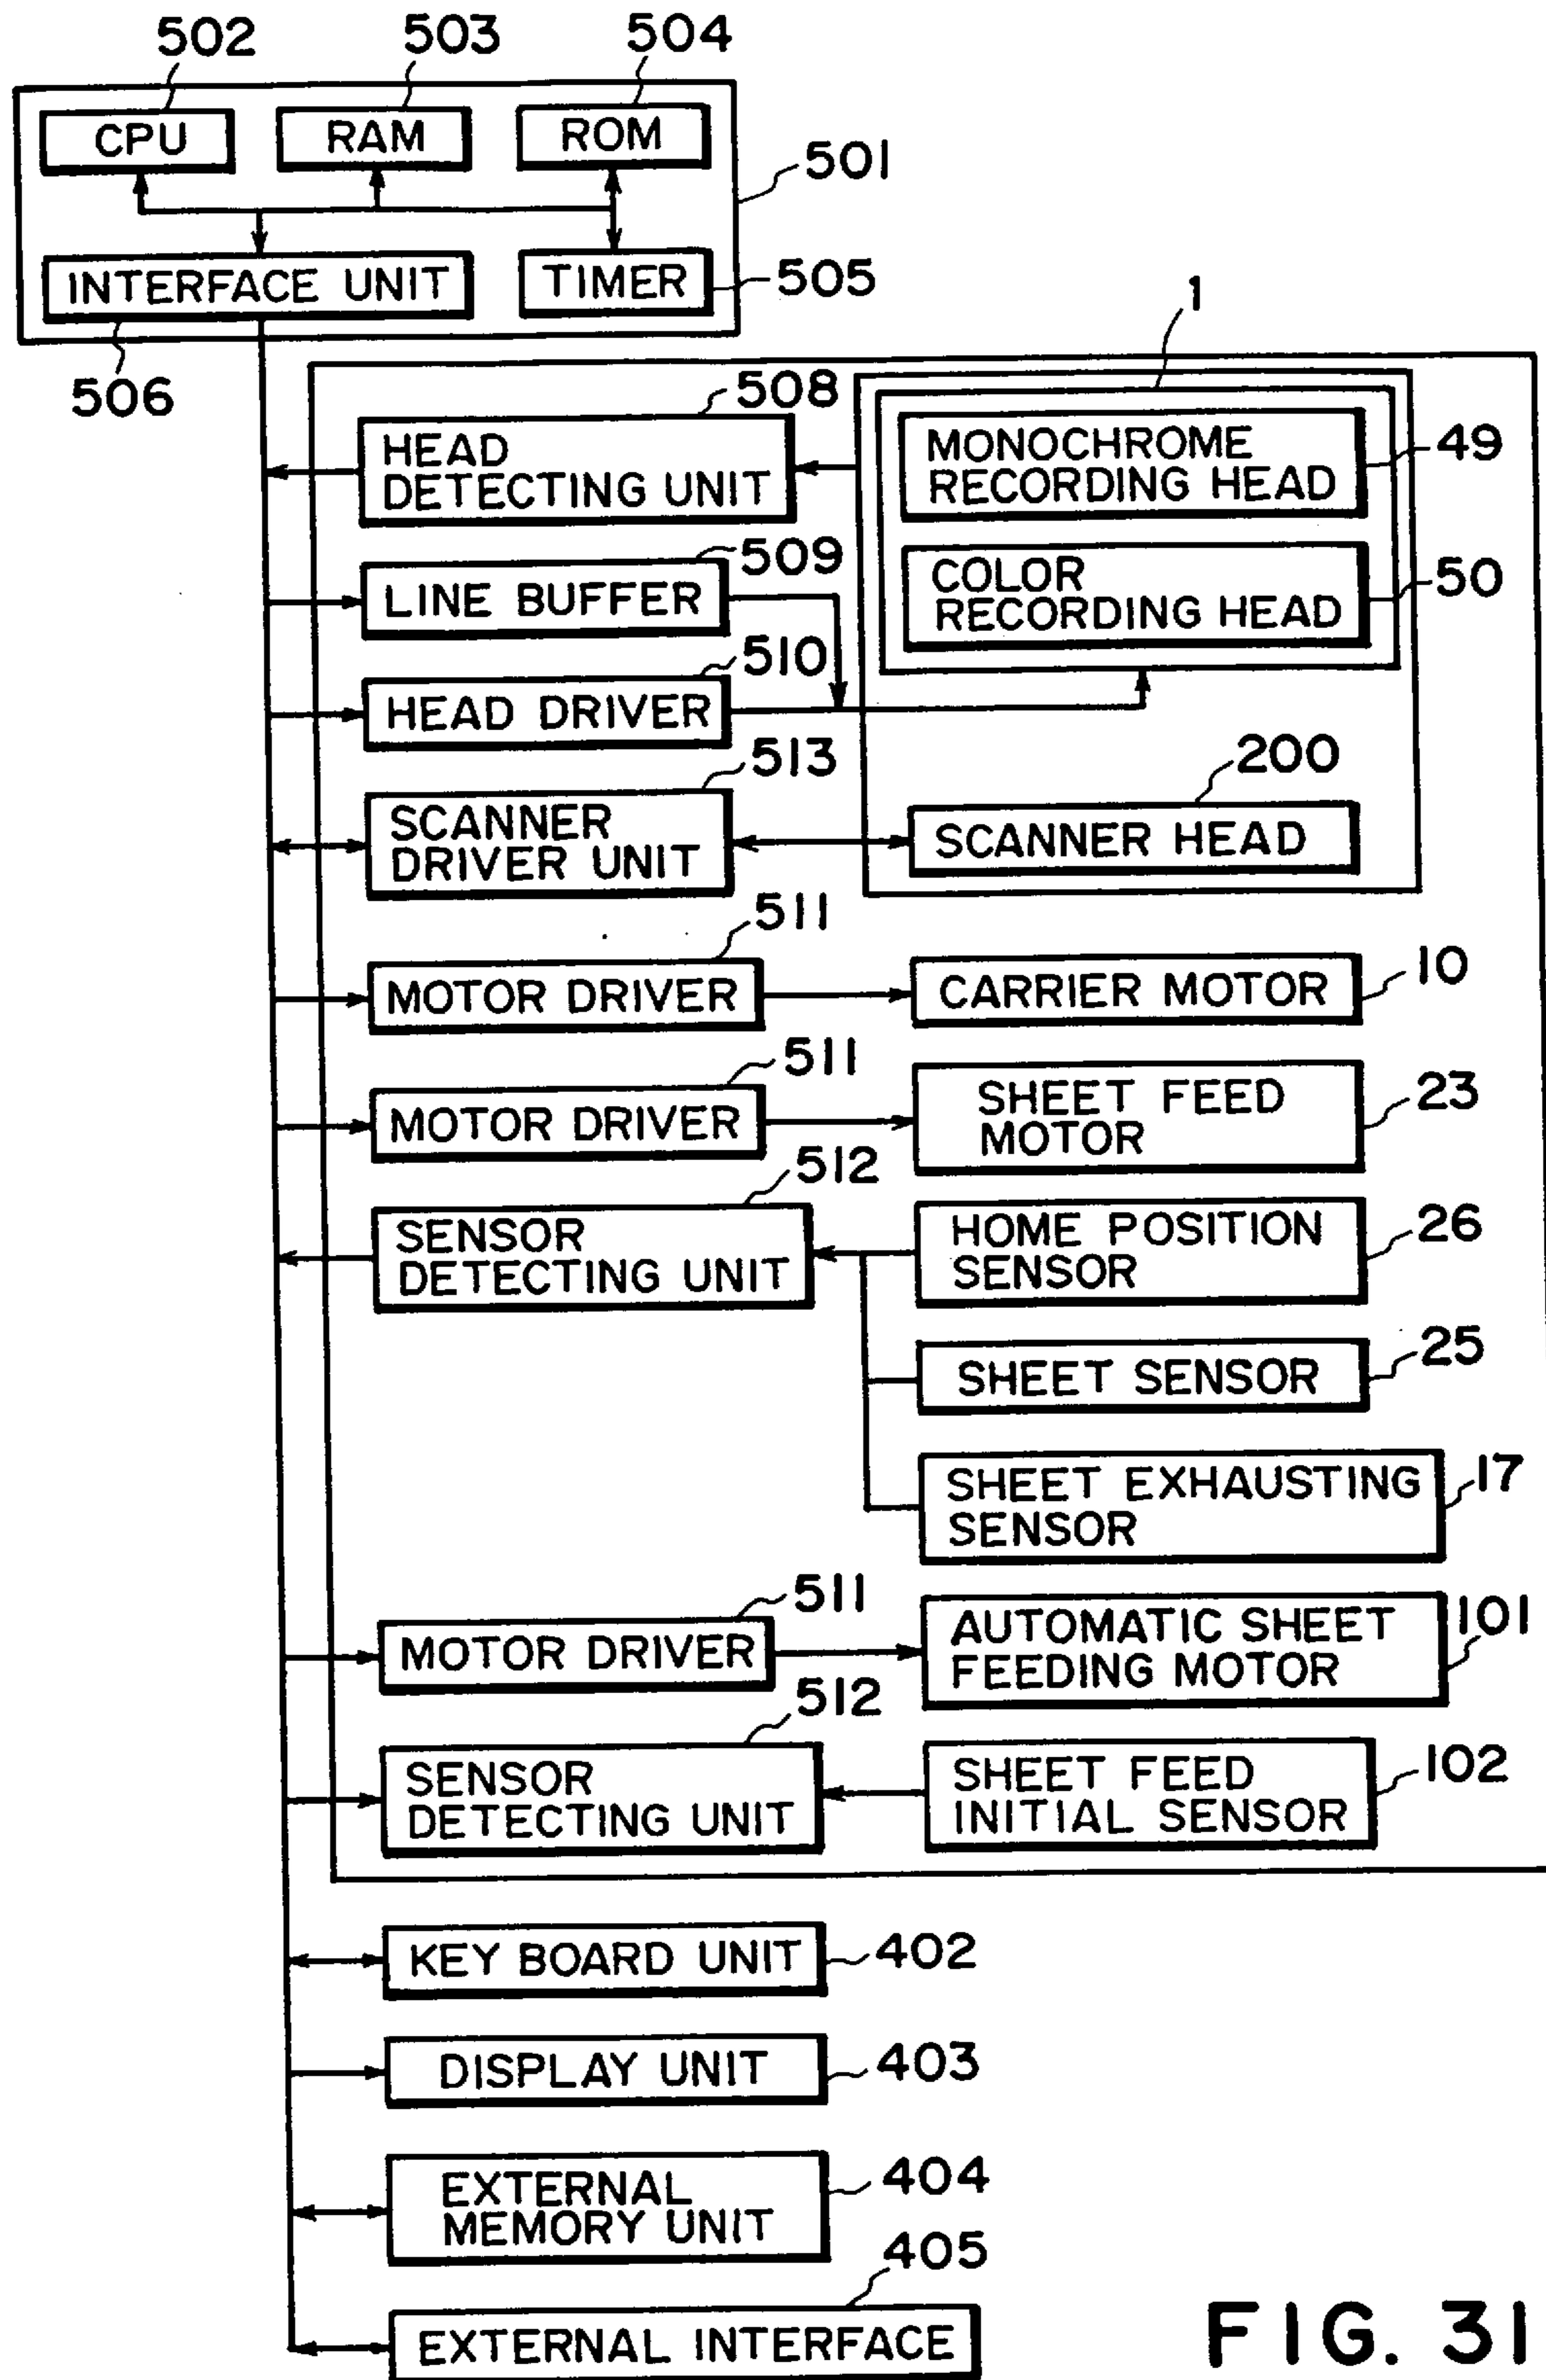 502
503
504
CPU
RAM
ROM
501
INTERFACE UNIT
TIMER
505
506
1
508
HEAD
DETECTING UNIT
MONOCHROME
RECORDING HEAD
49
509
LINE BUFFER
COLOR
RECORDING HEAD
50
510
HEAD DRIVER
513
200
SCANNER
DRIVER UNIT
SCANNER HEAD
511
MOTOR DRIVER
CARRIER MOTOR
10
511
MOTOR DRIVER
SHEET FEED
MOTOR
23
512
SENSOR
DETECTING UNIT
HOME POSITION
SENSOR
26
SHEET SENSOR
25
SHEET EXHAUSTING
SENSOR
17
511
MOTOR DRIVER
AUTOMATIC SHEET
FEEDING MOTOR
101
512
SENSOR
DETECTING UNIT
SHEET FEED
INITIAL SENSOR
102
KEY BOARD UNIT
402
DISPLAY UNIT
403
EXTERNAL
MEMORY UNIT
404
405
EXTERNAL INTERFACE
FIG. 31